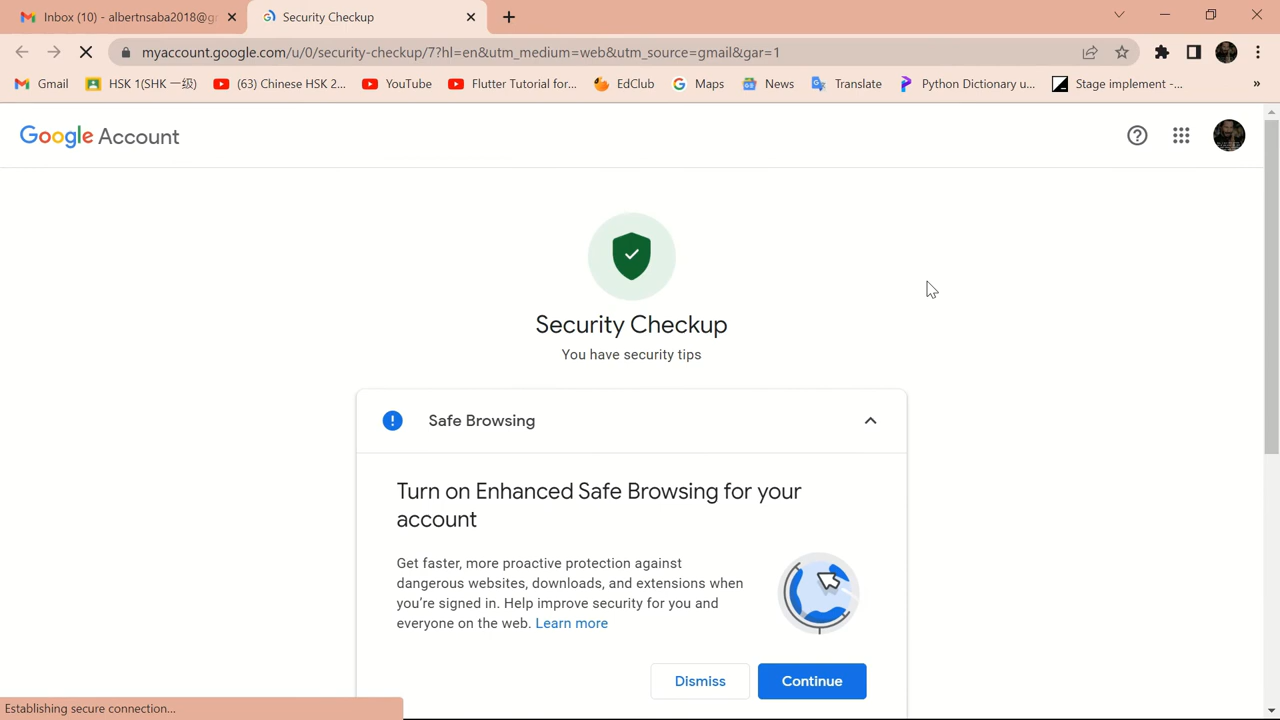 Inbox (10) - albertnsaba2018@gr
Security Checkup
myaccount.google.com/u/0/security-checkup/7?hl=en&utm_medium=web&utm_source=gmail&gar=1
Gmail
HSK 1(SHK 一级)
(63) Chinese HSK 2...
YouTube
Flutter Tutorial for...
EdClub
Maps
News
Translate
Python Dictionary u...
Stage implement -...
»
Google Account
Security Checkup
You have security tips
Safe Browsing
Turn on Enhanced Safe Browsing for your
account
Get faster, more proactive protection against
dangerous websites, downloads, and extensions when
you're signed in. Help improve security for you and
everyone on the web. Learn more
Dismiss
Continue
Establishing secure connection...